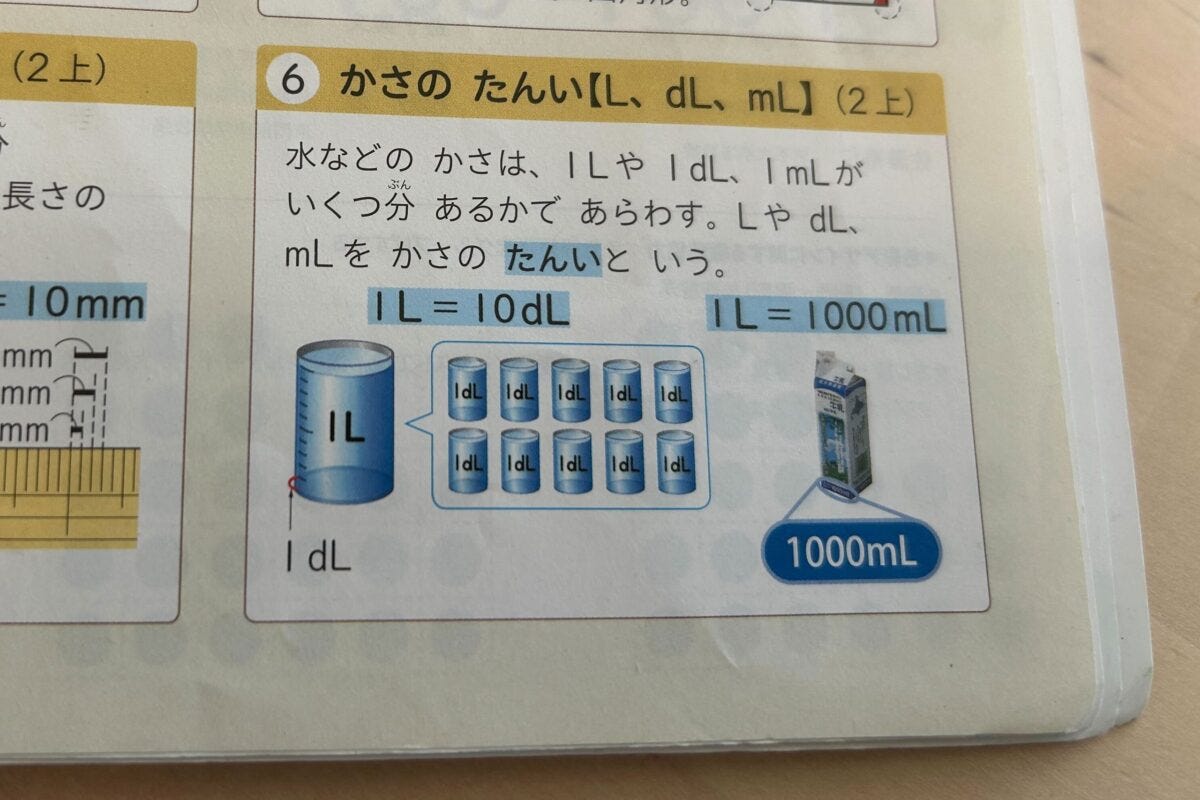 (2上)
長さの
=10mm
mm
mm
mm
6 かさの たんい【L、dL、mL】(2上)
水などの かさは、1Lや 1dL、1mLが
いくつ分 あるかで あらわす。Lや dL、
ぶん
mLを かさの たんいと いう。
1L=10dL
1L=1000mL
1L
1dL 1dL 1dL 1dL 1dL
1dL 1dL 1dL 1dL 1dL
1dL
1000mL